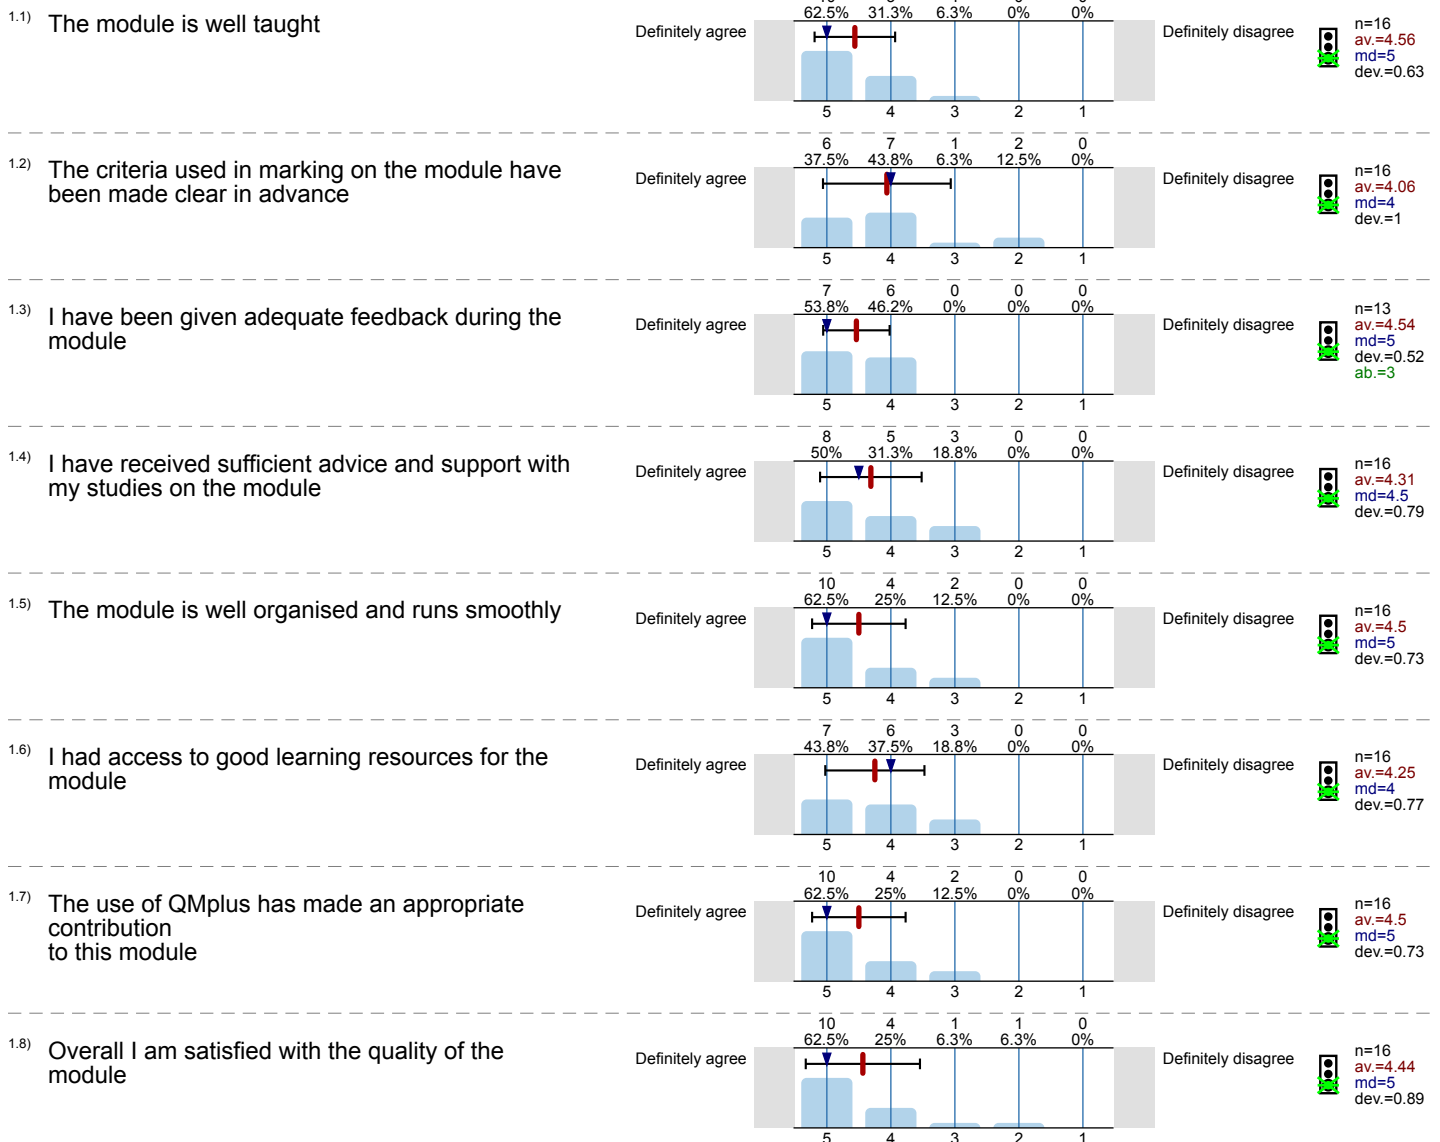 62.5% 31.3% 6.3% 0% 0%
1.1) The module is well taught
Definitely agree
Definitely disagree
n=16
av.=4.56
md=5
dev.=0.63
5 4 3 2 1
6 7 1 2 0
37.5% 43.8% 6.3% 12.5% 0%
1.2) The criteria used in marking on the module have
been made clear in advance
Definitely agree
Definitely disagree
n=16
av.=4.06
md=4
dev.=1
5 4 3 2 1
7 6 0 0 0
53.8% 46.2% 0% 0% 0%
1.3) I have been given adequate feedback during the
module
Definitely agree
Definitely disagree
n=13
av.=4.54
md=5
dev.=0.52
ab.=3
5 4 3 2 1
8 5 3 0 0
50% 31.3% 18.8% 0% 0%
1.4) I have received sufficient advice and support with
my studies on the module
Definitely agree
Definitely disagree
n=16
av.=4.31
md=4.5
dev.=0.79
5 4 3 2 1
10 4 2 0 0
62.5% 25% 12.5% 0% 0%
1.5) The module is well organised and runs smoothly
Definitely agree
Definitely disagree
n=16
av.=4.5
md=5
dev.=0.73
5 4 3 2 1
7 6 3 0 0
43.8% 37.5% 18.8% 0% 0%
1.6) I had access to good learning resources for the
module
Definitely agree
Definitely disagree
n=16
av.=4.25
md=4
dev.=0.77
5 4 3 2 1
10 4 2 0 0
62.5% 25% 12.5% 0% 0%
1.7) The use of QMplus has made an appropriate
contribution
to this module
Definitely agree
Definitely disagree
n=16
av.=4.5
md=5
dev.=0.73
5 4 3 2 1
10 4 1 1 0
62.5% 25% 6.3% 6.3% 0%
1.8) Overall I am satisfied with the quality of the
module
Definitely agree
Definitely disagree
n=16
av.=4.44
md=5
dev.=0.89
5 4 3 2 1